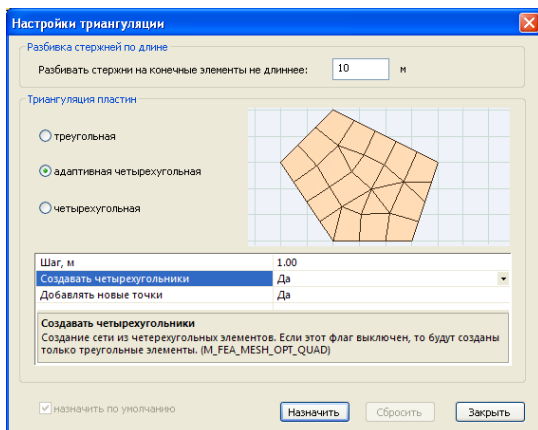 Настройки триангуляции
Разбивка стержней по длине
Разбивать стержни на конечные элементы не длиннее: 10 м
Триангуляция пластин
треугольная
адаптивная четырехугольная
четырехугольная
Шаг, м 1.00
Создавать четырехугольники Да
Добавлять новые точки Да
Создавать четырехугольники
Создание сети из четерехугольных элементов. Если этот флаг выключен, то будут созданы
только треугольные элементы. (M_FEA_MESH_OPT_QUAD)
назначить по умолчанию
Назначить Сбросить Закрыть